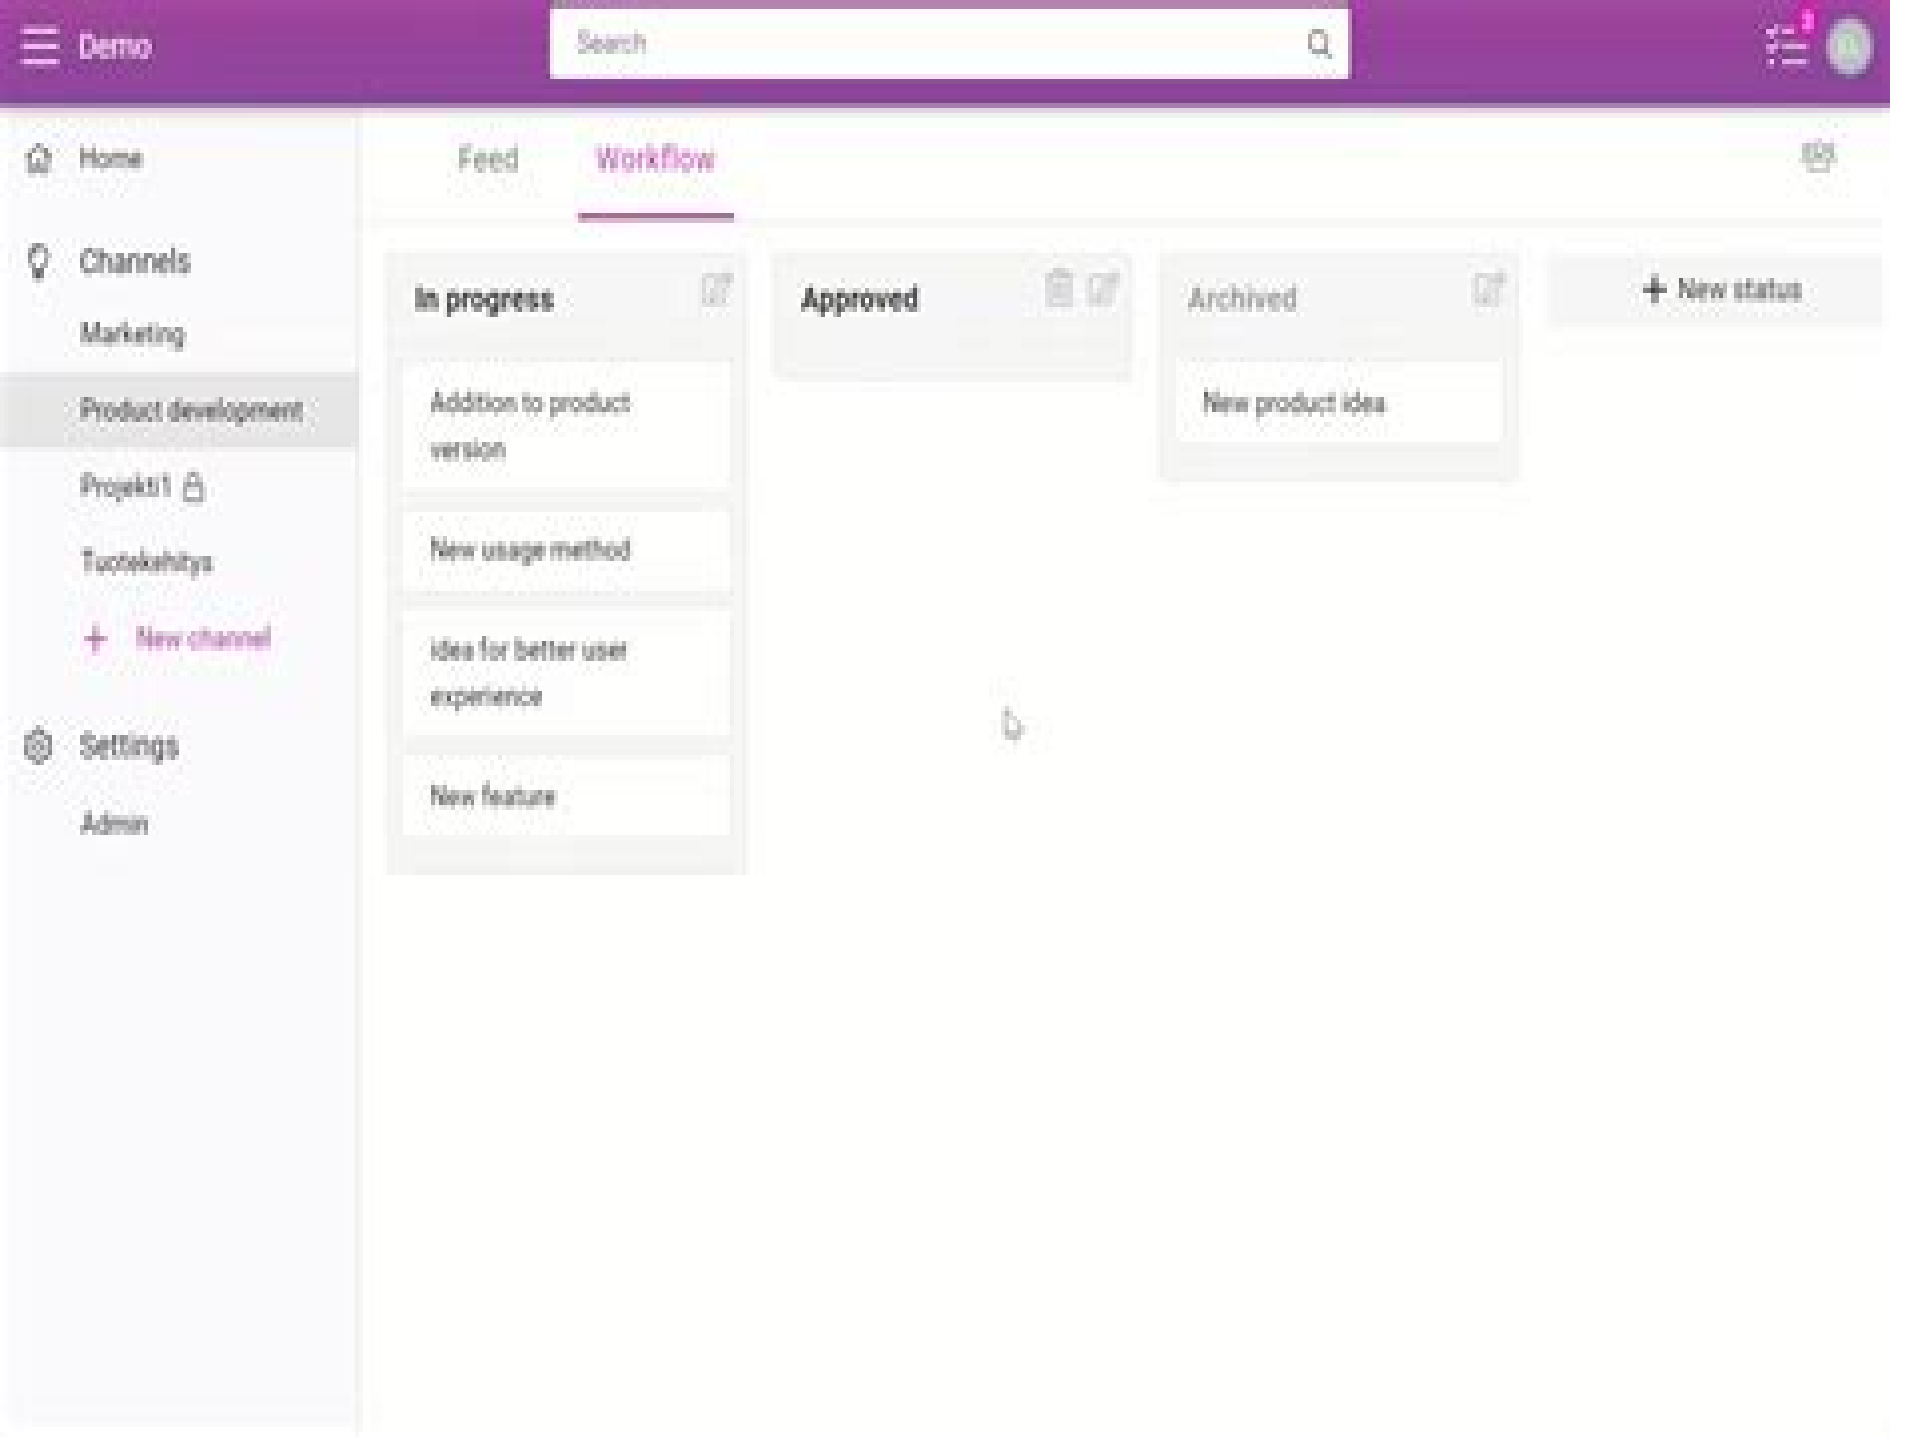 Demo
Search
Home
Feed
Workflow
Channels
Marketing
Product development
Projekti1
Tuotekehitys
+ New channel
Settings
Admin
In progress
Addition to product
version
New usage method
Idea for better user
experience
New feature
Approved
Archived
New product idea
+ New status